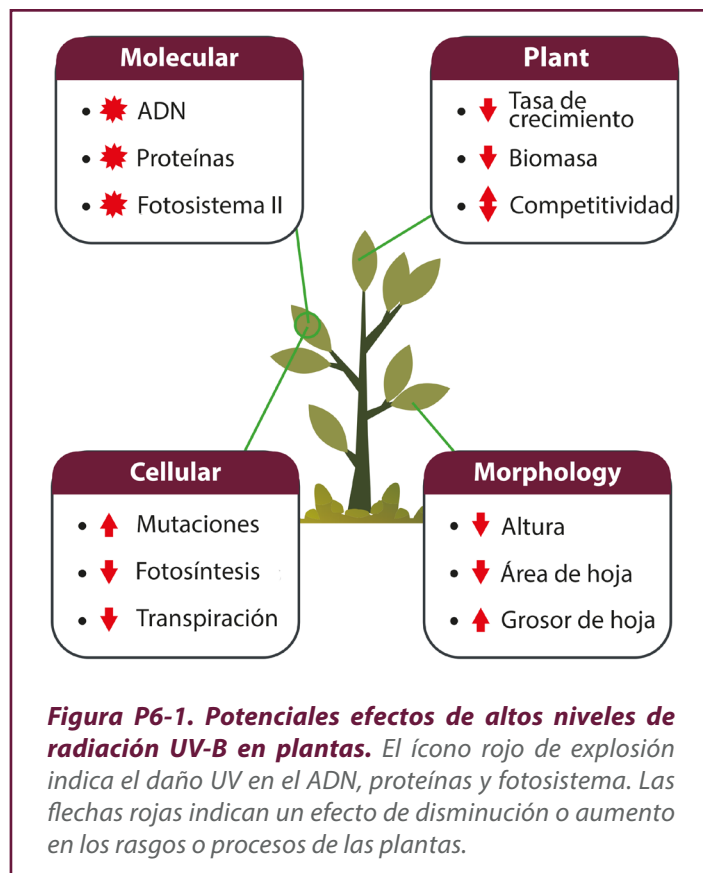 Molecular
• ADN
• Proteínas
• Fotosistema II
Plant
• Tasa de
crecimiento
• Biomasa
• Competitividad
Cellular
• Mutaciones
• Fotosíntesis
• Transpiración
Morphology
• Altura
• Área de hoja
• Grosor de hoja
Figura P6-1. Potenciales efectos de altos niveles de
radiación UV-B en plantas. El ícono rojo de explosión
indica el daño UV en el ADN, proteínas y fotosistema. Las
flechas rojas indican un efecto de disminución o aumento
en los rasgos o procesos de las plantas.